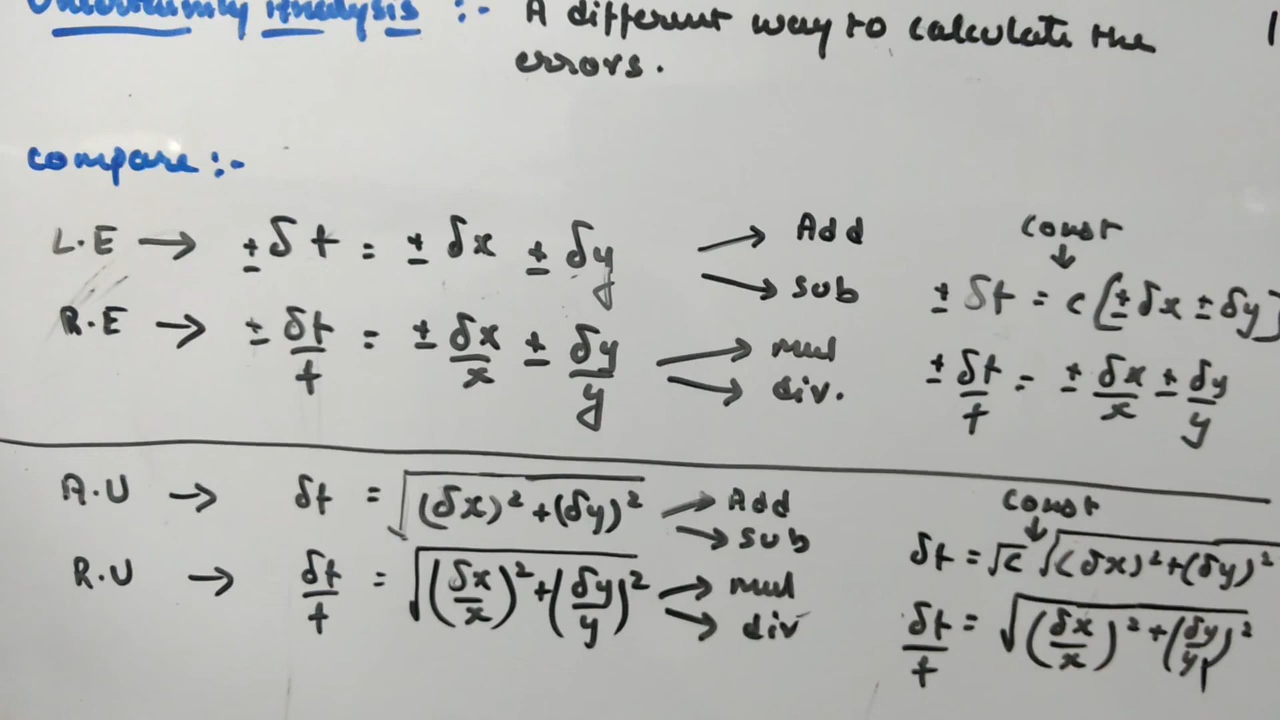 Uncertainty Analysis :- A different way to calculate the
errors.
compare :-
L.E → ± δt = ± δx ± δy → Add → sub
R.E → ± δt/t = ± δx/x ± δy/y → mul → div.
const ↓
± δt = c (± δx ± δy)
± δt/t = ± δx/x ± δy/y
A.U → δt = √((δx)² + (δy)²) → Add → sub
R.U → δt/t = √((δx/x)² + (δy/y)²) → mul → div
const ↓
δt = √c √((δx)² + (δy)²)
δt/t = √((δx/x)² + (δy/y)²)